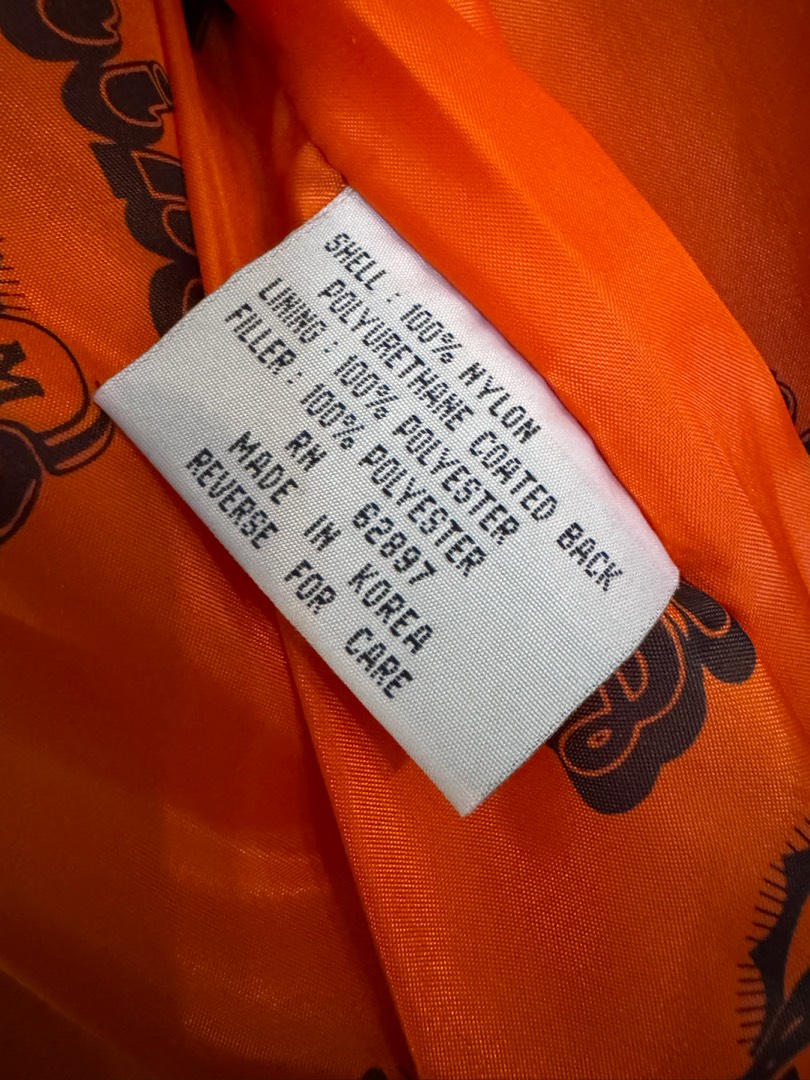 SHELL : 100% NYLON
POLYURETHANE COATED BACK
LINING : 100% POLYESTER
FILLER : 100% POLYESTER
RN 62897
MADE IN KOREA
REVERSE FOR CARE
M